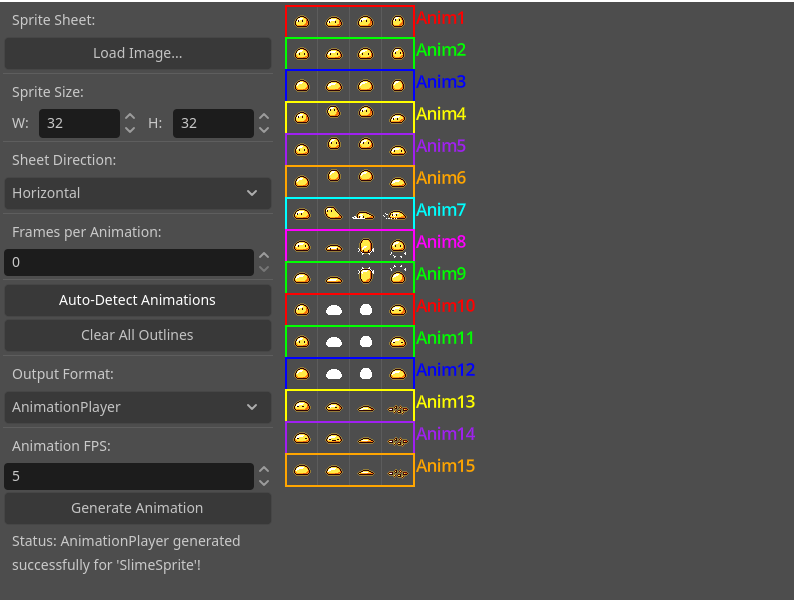 Sprite Sheet:
Load Image...
Sprite Size:
W: 32 H: 32
Sheet Direction:
Horizontal
Frames per Animation:
0
Auto-Detect Animations
Clear All Outlines
Output Format:
AnimationPlayer
Animation FPS:
5
Generate Animation
Status: AnimationPlayer generated
successfully for 'SlimeSprite'!
Anim1
Anim2
Anim3
Anim4
Anim5
Anim6
Anim7
Anim8
Anim9
Anim10
Anim11
Anim12
Anim13
Anim14
Anim15